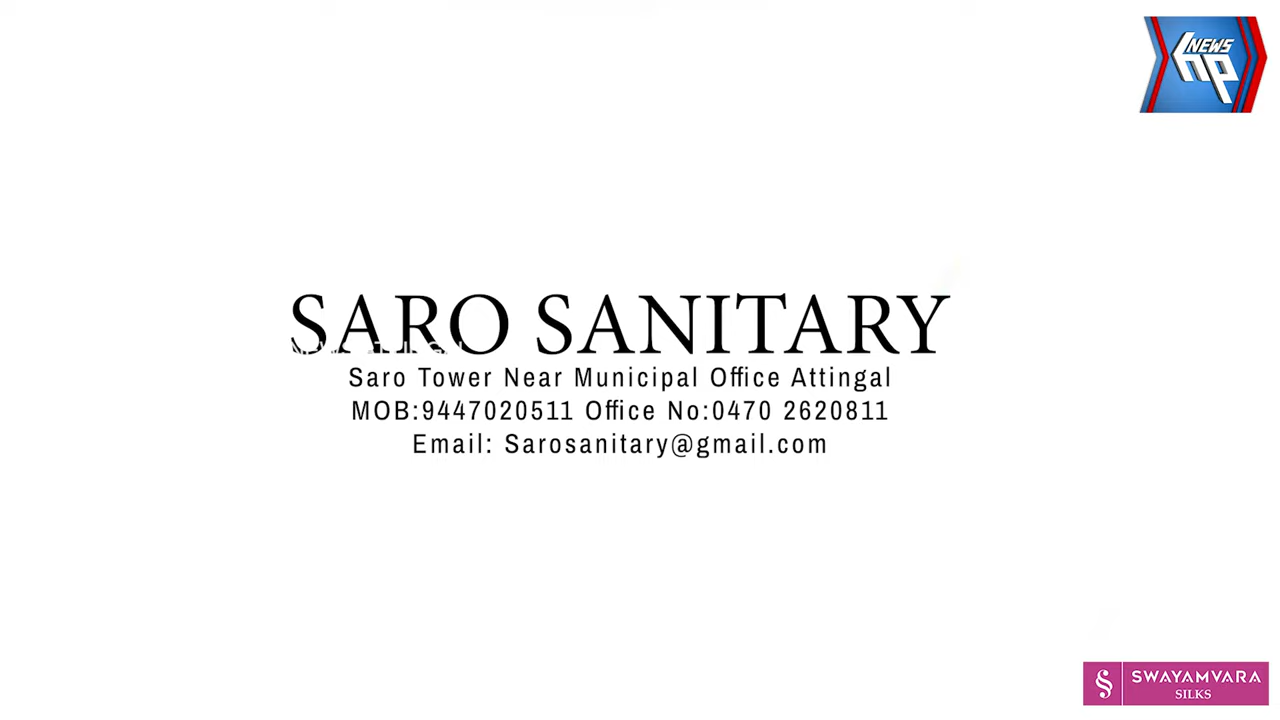 NEWS
np
SARO SANITARY
Saro Tower Near Municipal Office Attingal
MOB:9447020511 Office No:0470 2620811
Email: Sarosanitary@gmail.com
SWAYAMVARA
SILKS